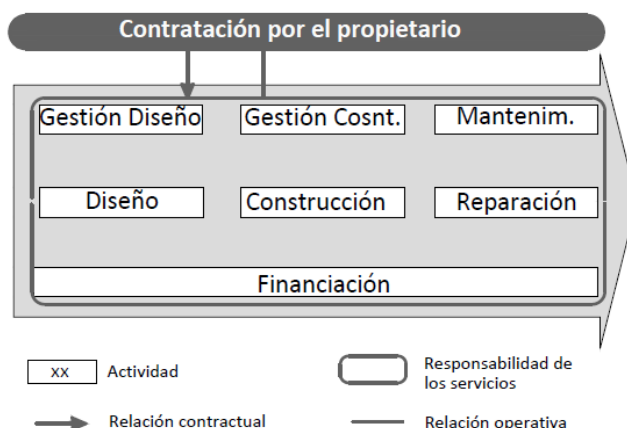 Contratación por el propietario
Gestión Diseño
Gestión Cosnt.
Mantenim.
Diseño
Construcción
Reparación
Financiación
xx
Actividad
Responsabilidad de
los servicios
Relación contractual
Relación operativa